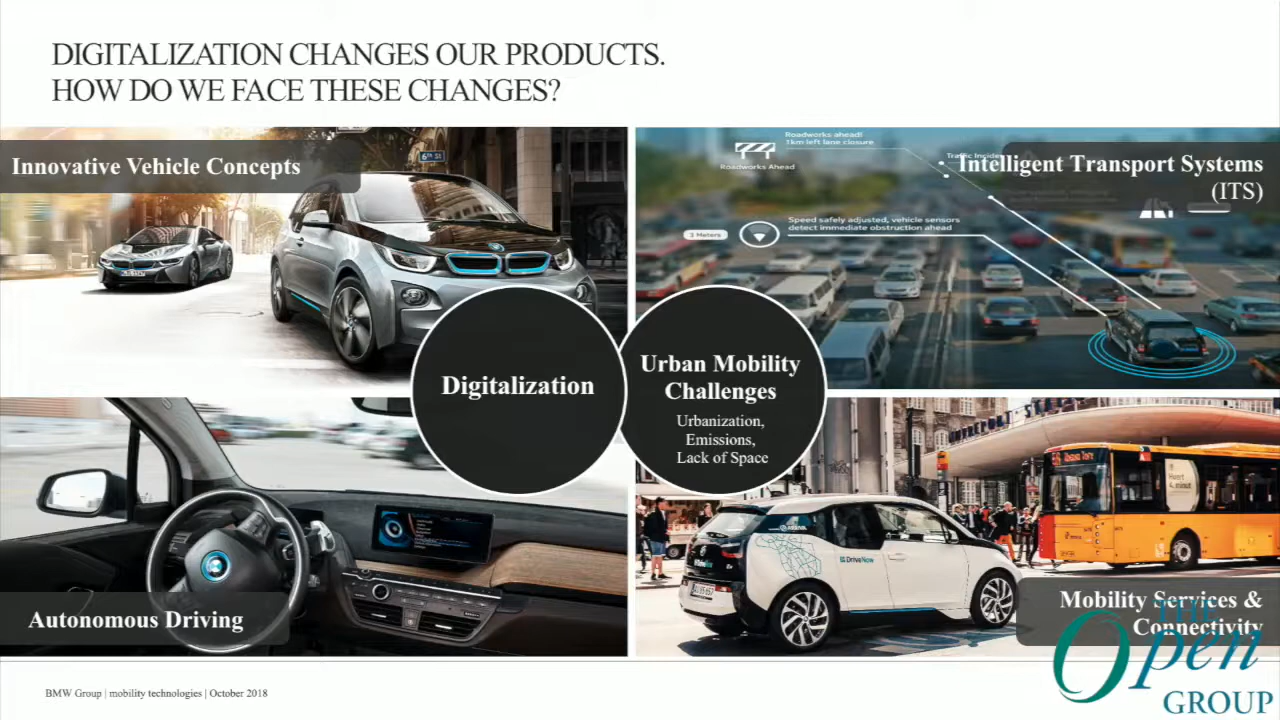 DIGITALIZATION CHANGES OUR PRODUCTS.
HOW DO WE FACE THESE CHANGES?
Innovative Vehicle Concepts
6th St
Roadworks ahead!
1km left lane closure
Roadworks Ahead
Intelligent Transport Systems
(ITS)
3 Meters
Speed safely adjusted, vehicle sensors
detect immediate obstruction ahead
Digitalization
Urban Mobility
Challenges
Urbanization,
Emissions,
Lack of Space
DriveNow
Autonomous Driving
Mobility Services &
Connectivity
THE
Open
GROUP
BMW Group | mobility technologies | October 2018